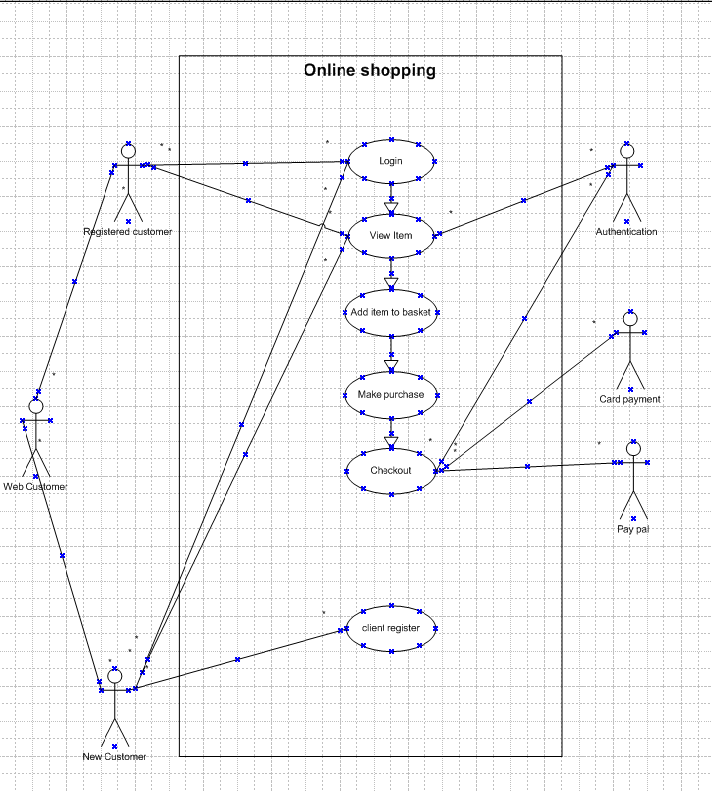 Online shopping
Login
Registered customer
View Item
Authentication
Add item to basket
Make purchase
Card payment
Checkout
Web Customer
Pay pal
client register
New Customer